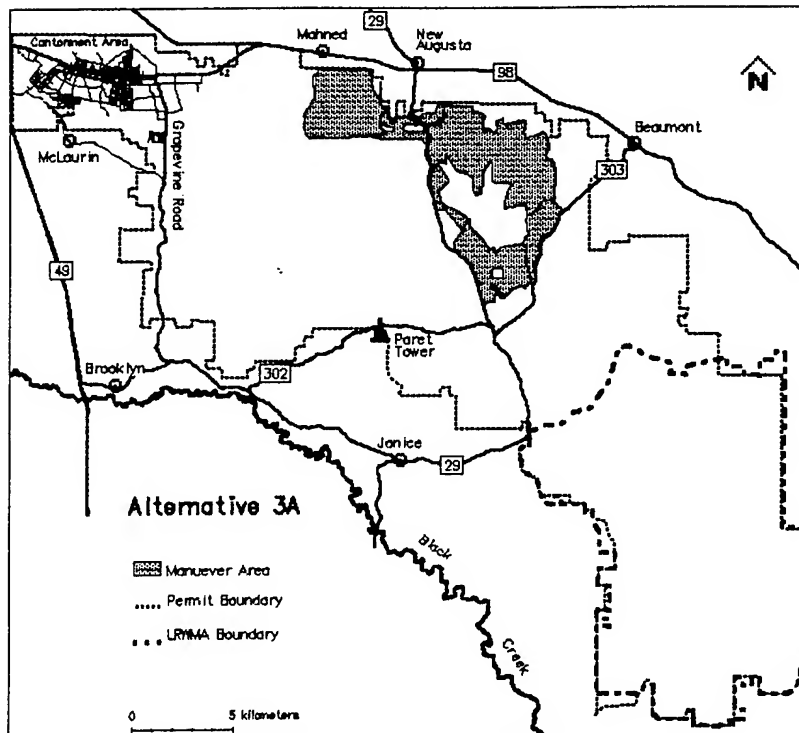 29
Mahned
New
Augusta
Cantonment Area
98
N
McLaurin
Grapevine Road
Beaumont
303
49
Paret
Tower
Brooklyn
302
Janice
29
Alternative 3A
Black
Creek
Manuever Area
Permit Boundary
LRWMA Boundary
0
5 kilometers